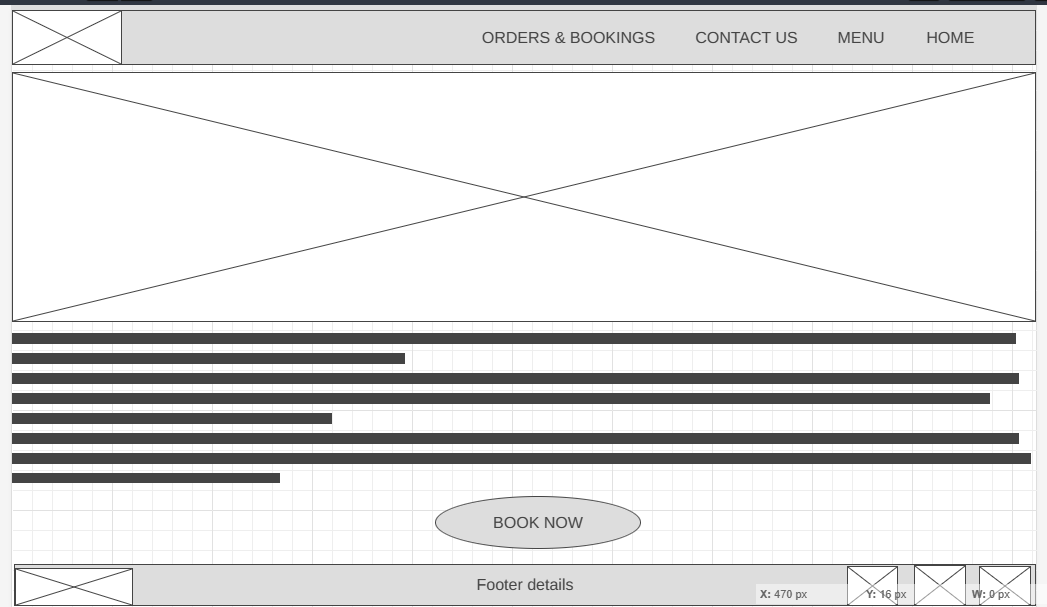 ORDERS & BOOKINGS CONTACT US MENU HOME
BOOK NOW
Footer details
X: 470 px Y: 16 px W: 0 px